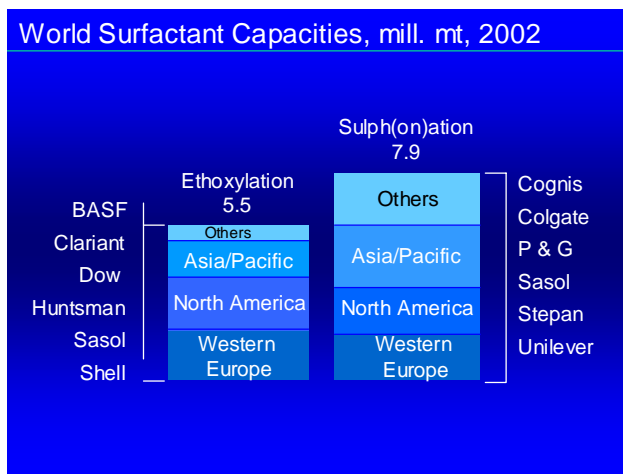 World Surfactant Capacities, mill. mt, 2002
BASF
Clariant
Dow
Huntsman
Sasol
Shell
Ethoxylation
5.5
Others
Asia/Pacific
North America
Western
Europe
Sulph(on)ation
7.9
Others
Asia/Pacific
North America
Western
Europe
Cognis
Colgate
P & G
Sasol
Stepan
Unilever